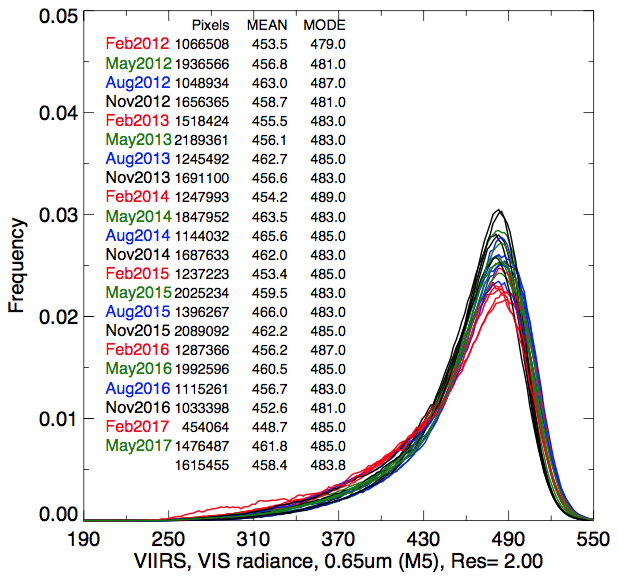 0.05
Pixels MEAN MODE
Feb2012 1066508 453.5 479.0
May2012 1936566 456.8 481.0
Aug2012 1048934 463.0 487.0
0.04
Nov2012 1656365 458.7 481.0
Feb2013 1518424 455.5 483.0
May2013 2189361 456.1 483.0
Aug2013 1245492 462.7 485.0
Nov2013 1691100 456.6 483.0
Feb2014 1247993 454.2 489.0
0.03
May2014 1847952 463.5 483.0
Aug2014 1144032 465.6 485.0
Nov2014 1687633 462.0 483.0
Feb2015 1237223 453.4 485.0
May2015 2025234 459.5 483.0
Aug2015 1396267 466.0 483.0
0.02
Nov2015 2089092 462.2 485.0
Feb2016 1287366 456.2 487.0
May2016 1992596 460.5 485.0
Aug2016 1115261 456.7 483.0
Nov2016 1033398 452.6 481.0
0.01
Feb2017 454064 448.7 485.0
May2017 1476487 461.8 485.0
1615455 458.4 483.8
0.00
Frequency
190 250 310 370 430 490 550
VIIRS, VIS radiance, 0.65um (M5), Res= 2.00